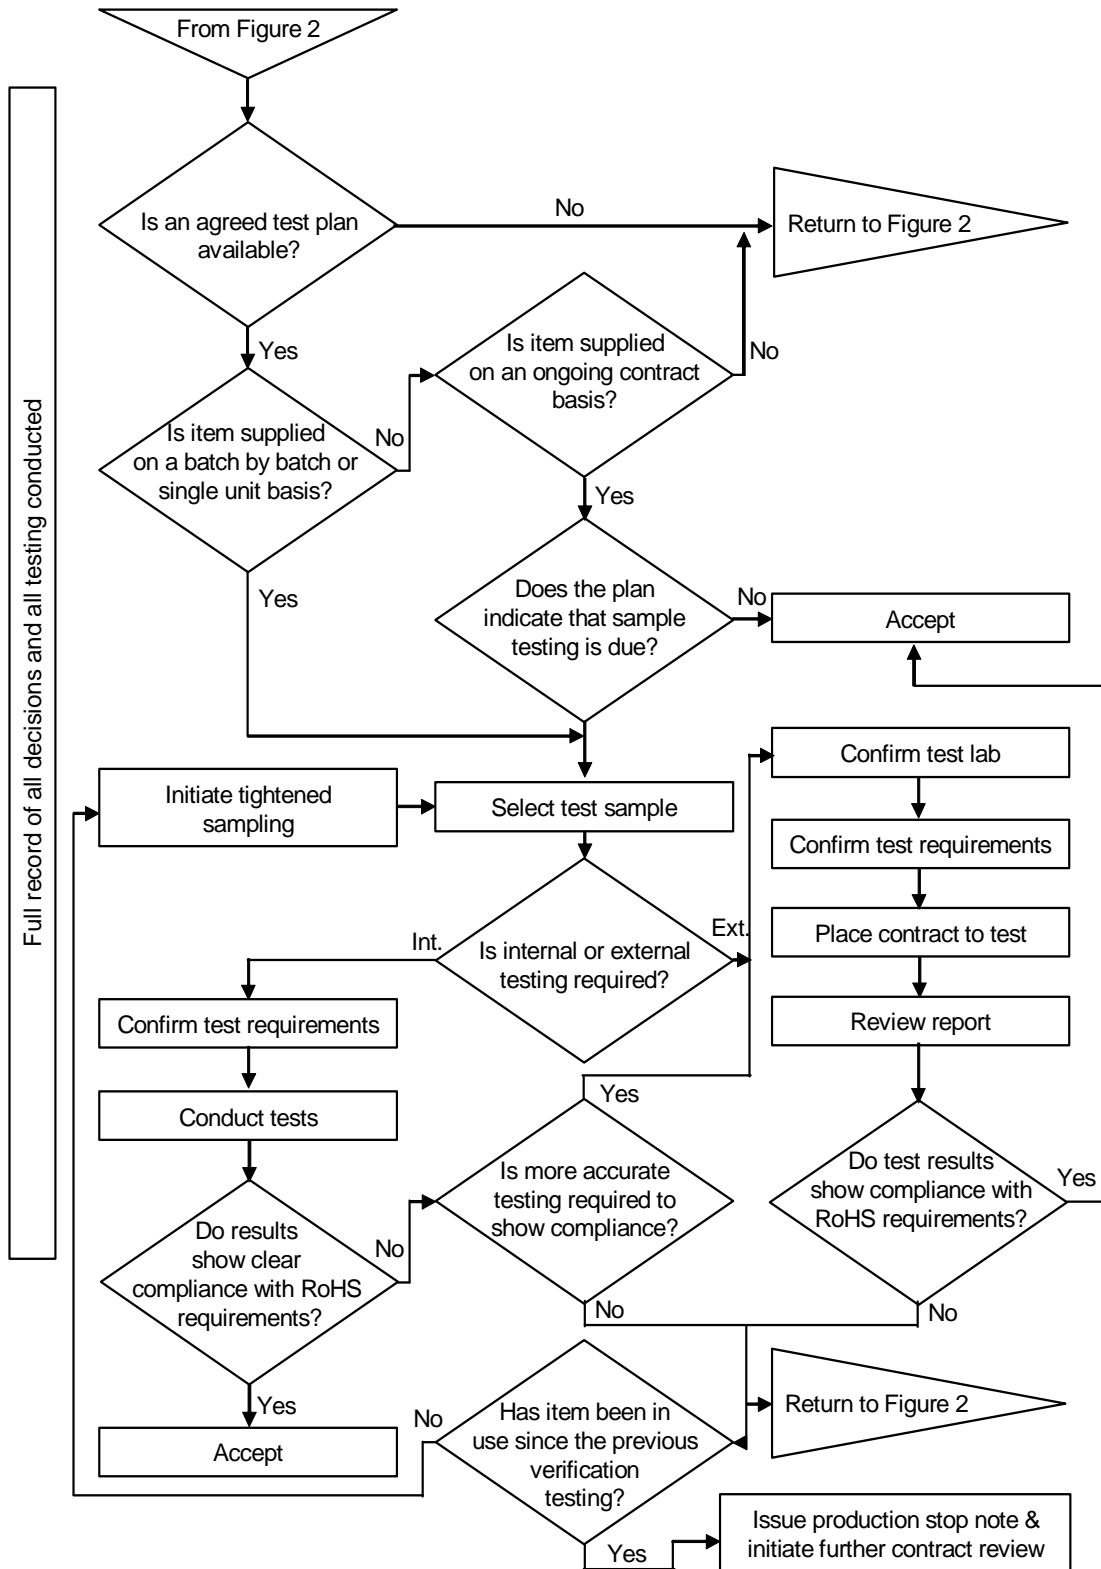 From Figure 2
Full record of all decisions and all testing conducted
Is an agreed test plan
available?
No
Return to Figure 2
Yes
Is item supplied
on an ongoing contract
basis?
No
Is item supplied
on a batch by batch or
single unit basis?
No
Yes
Yes
Does the plan
indicate that sample
testing is due?
No
Accept
Initiate tightened
sampling
Select test sample
Confirm test lab
Confirm test requirements
Place contract to test
Review report
Int.
Is internal or external
testing required?
Ext.
Confirm test requirements
Conduct tests
Do results
show clear
compliance with RoHS
requirements?
No
Yes
Is more accurate
testing required to
show compliance?
Do test results
show compliance with
RoHS requirements?
Yes
No
No
Yes
Accept
No
Has item been in
use since the previous
verification
testing?
Return to Figure 2
Yes
Issue production stop note &
initiate further contract review